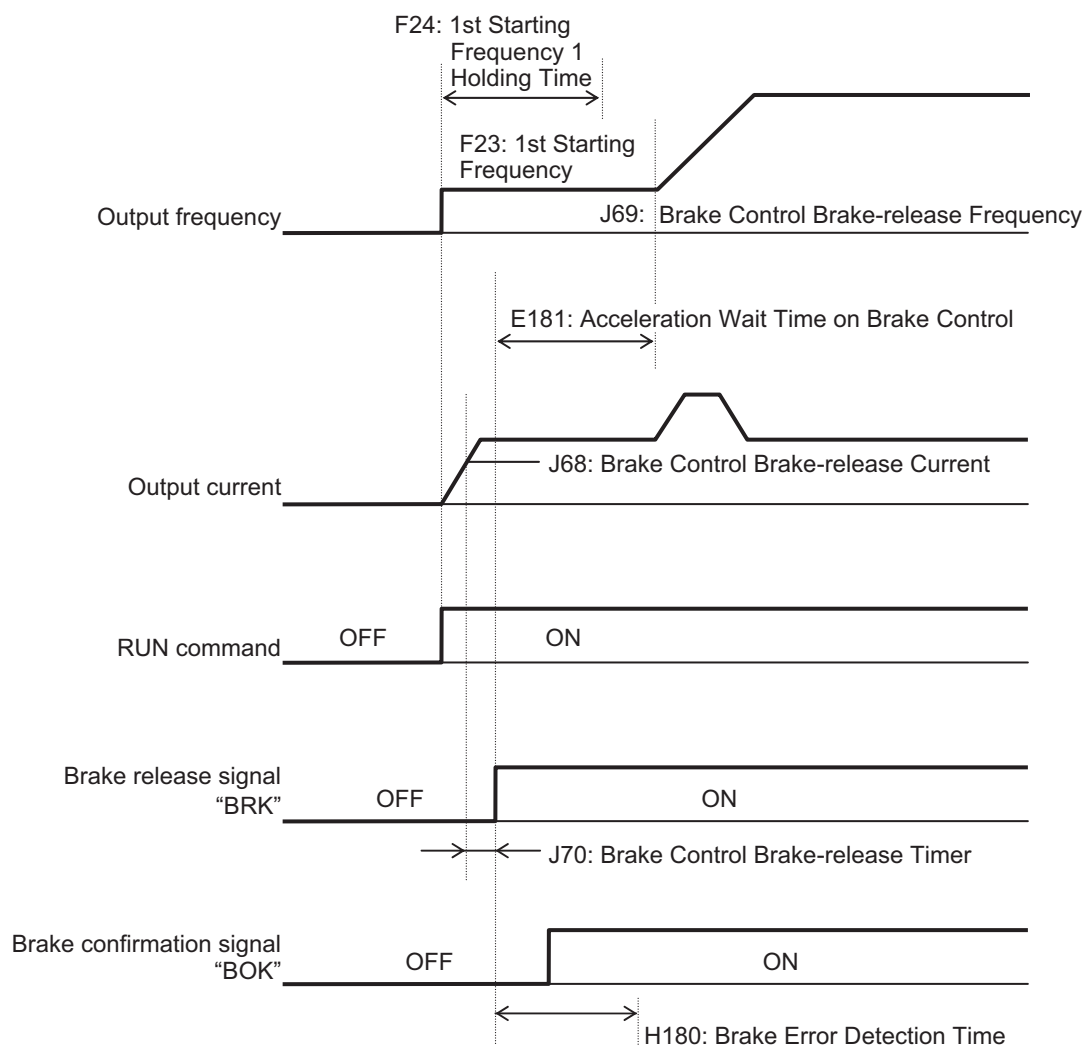 F24: 1st Starting
Frequency 1
Holding Time
F23: 1st Starting
Frequency
Output frequency
J69: Brake Control Brake-release Frequency
E181: Acceleration Wait Time on Brake Control
J68: Brake Control Brake-release Current
Output current
RUN command
OFF
ON
Brake release signal
“BRK”
OFF
ON
J70: Brake Control Brake-release Timer
Brake confirmation signal
“BOK”
OFF
ON
H180: Brake Error Detection Time